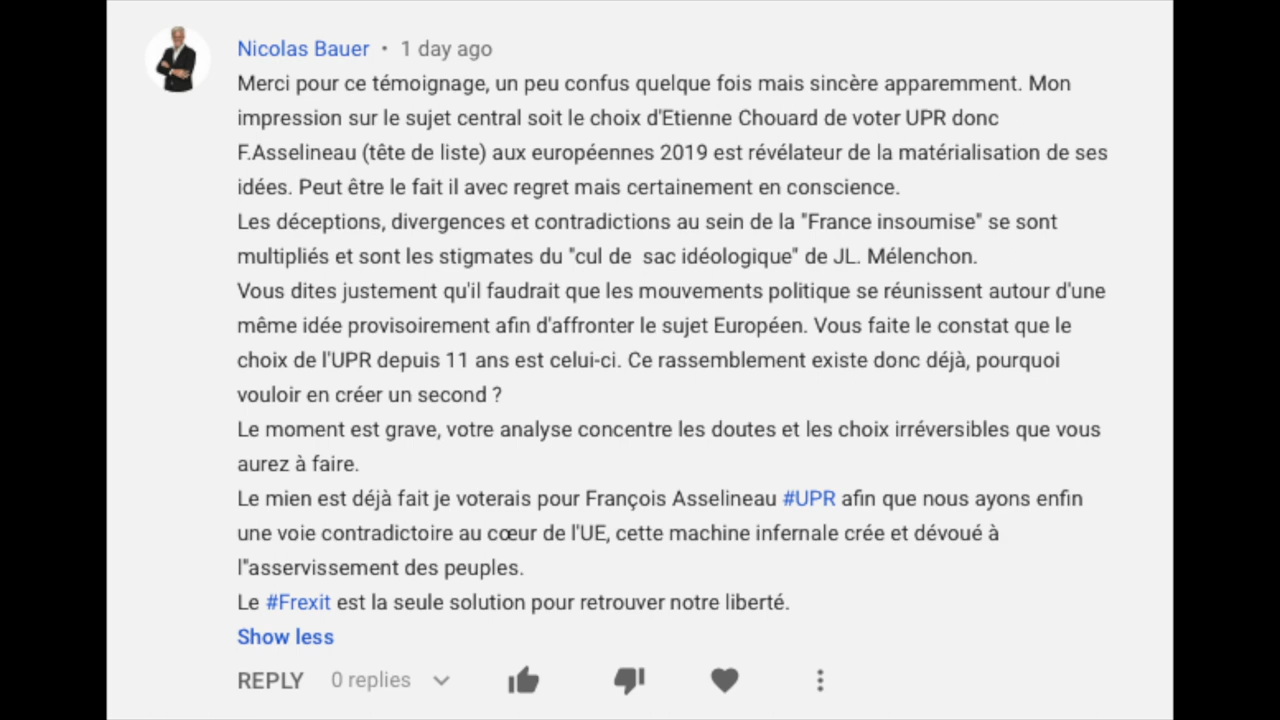 Nicolas Bauer • 1 day ago
Merci pour ce témoignage, un peu confus quelque fois mais sincère apparemment. Mon
impression sur le sujet central soit le choix d'Etienne Chouard de voter UPR donc
F.Asselineau (tête de liste) aux européennes 2019 est révélateur de la matérialisation de ses
idées. Peut être le fait il avec regret mais certainement en conscience.
Les déceptions, divergences et contradictions au sein de la "France insoumise" se sont
multipliés et sont les stigmates du "cul de  sac idéologique" de JL. Mélenchon.
Vous dites justement qu'il faudrait que les mouvements politique se réunissent autour d'une
même idée provisoirement afin d'affronter le sujet Européen. Vous faite le constat que le
choix de l'UPR depuis 11 ans est celui-ci. Ce rassemblement existe donc déjà, pourquoi
vouloir en créer un second ?
Le moment est grave, votre analyse concentre les doutes et les choix irréversibles que vous
aurez à faire.
Le mien est déjà fait je voterais pour François Asselineau #UPR afin que nous ayons enfin
une voie contradictoire au cœur de l'UE, cette machine infernale crée et dévoué à
l''asservissement des peuples.
Le #Frexit est la seule solution pour retrouver notre liberté.
Show less
REPLY 0 replies